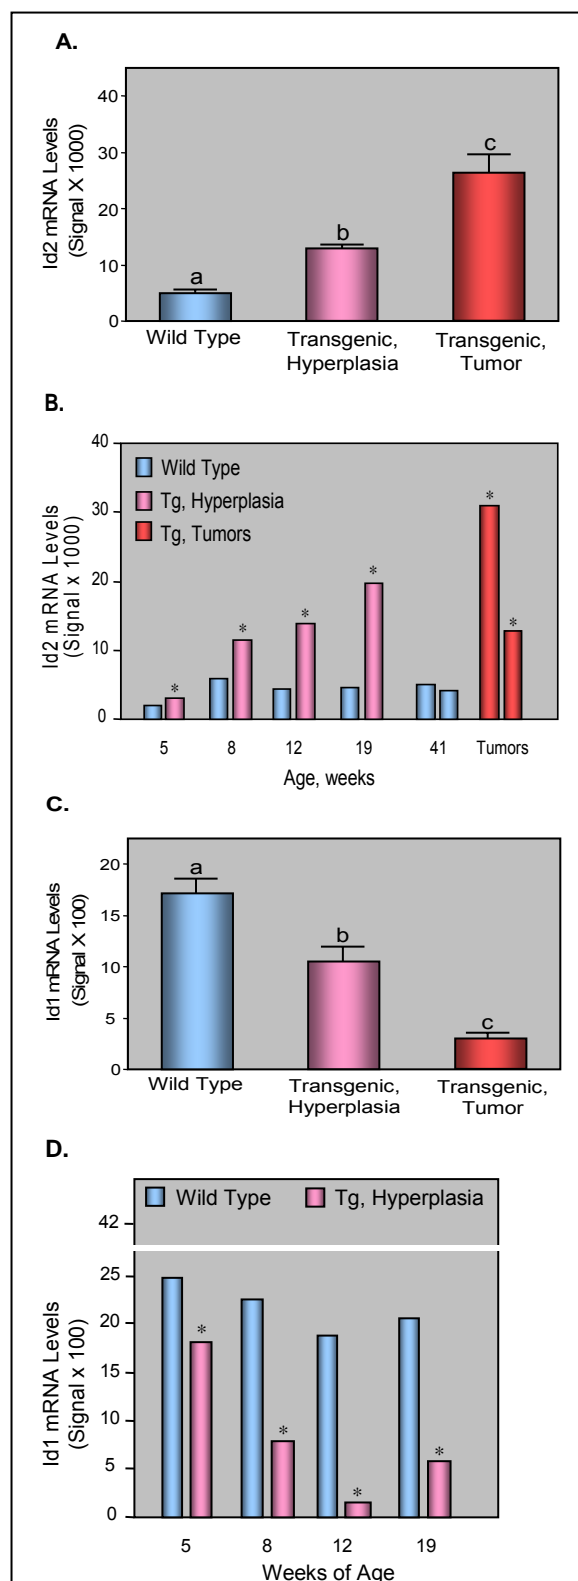 A.
Id2 mRNA Levels
(Signal X 1000)
40
30
20
10
0
a
b
c
Wild Type
Transgenic,
Hyperplasia
Transgenic,
Tumor
B.
Id2 mRNA Levels
(Signal x 1000)
40
30
20
10
0
Wild Type
Tg, Hyperplasia
Tg, Tumors
*
*
*
*
*
*
5 8 12 19 41 Tumors
Age, weeks
C.
Id1 mRNA Levels
(Signal X 100)
20
15
10
5
0
a
b
c
Wild Type
Transgenic,
Hyperplasia
Transgenic,
Tumor
D.
Id1 mRNA Levels
(Signal x 100)
Wild Type Tg, Hyperplasia
42
25
20
15
10
5
0
*
*
*
*
5 8 12 19
Weeks of Age